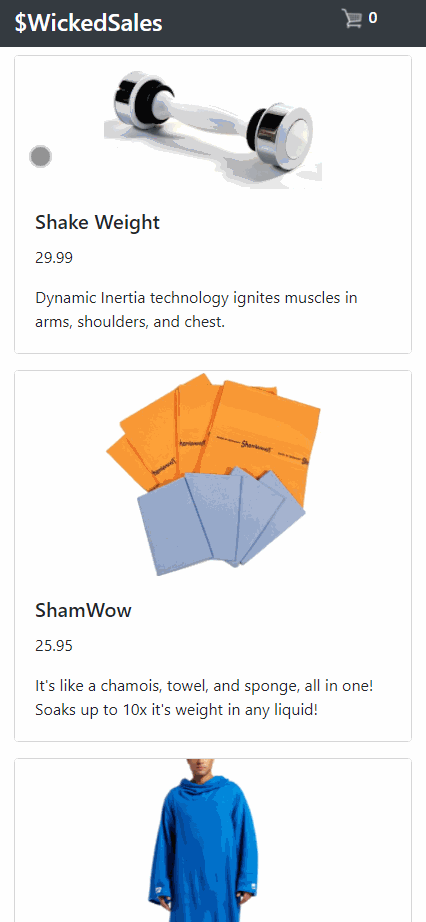 $WickedSales
0
Shake Weight
29.99
Dynamic Inertia technology ignites muscles in
arms, shoulders, and chest.
ShamWow
25.95
It's like a chamois, towel, and sponge, all in one!
Soaks up to 10x it's weight in any liquid!